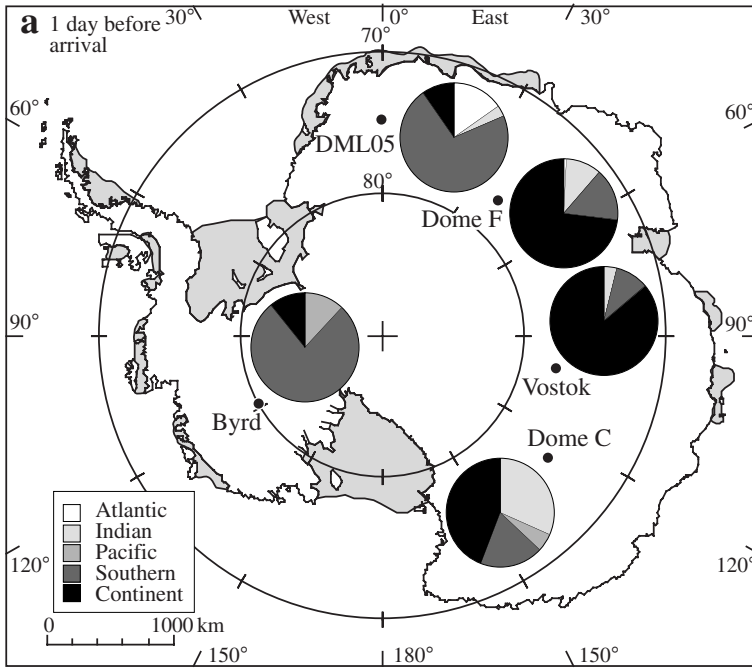 a 1 day before
arrival
30° West 0° East 30°
70°
60° 60°
DML05
80°
Dome F
90° 90°
Vostok
Byrd
Dome C
Atlantic
Indian
Pacific
Southern
Continent
120° 120°
0 1000 km
150° 180° 150°